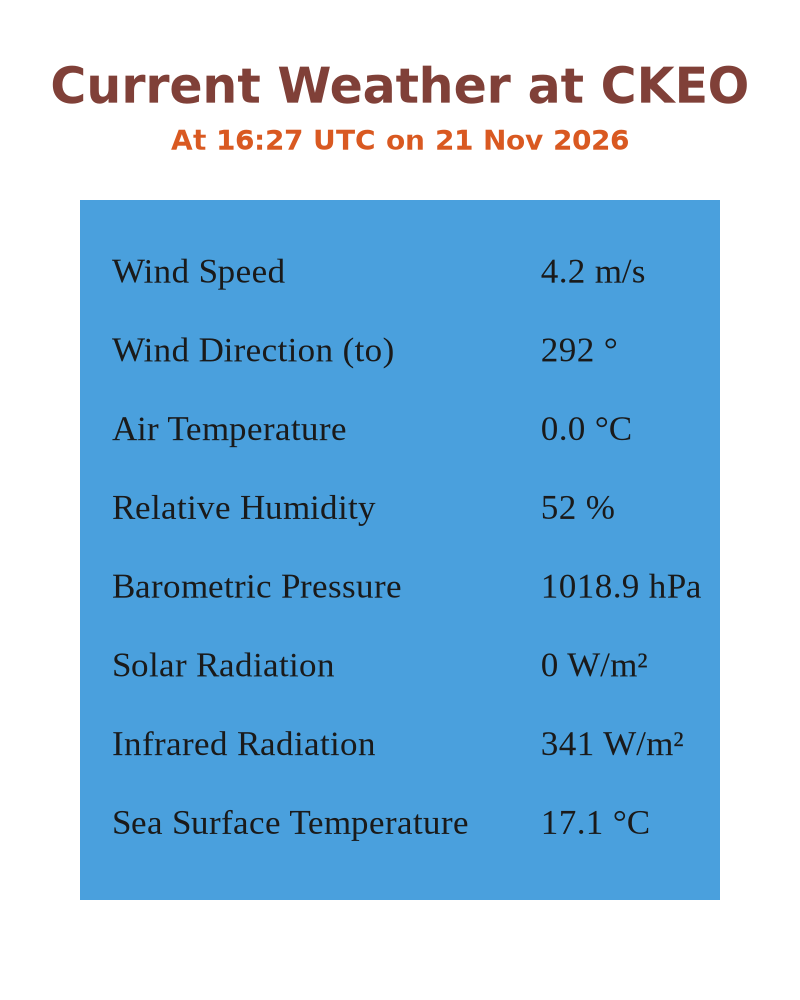 Current Weather at CKEO
At 16:27 UTC on 21 Nov 2026
Wind Speed 4.2 m/s
Wind Direction (to) 292 °
Air Temperature 0.0 °C
Relative Humidity 52 %
Barometric Pressure 1018.9 hPa
Solar Radiation 0 W/m²
Infrared Radiation 341 W/m²
Sea Surface Temperature 17.1 °C